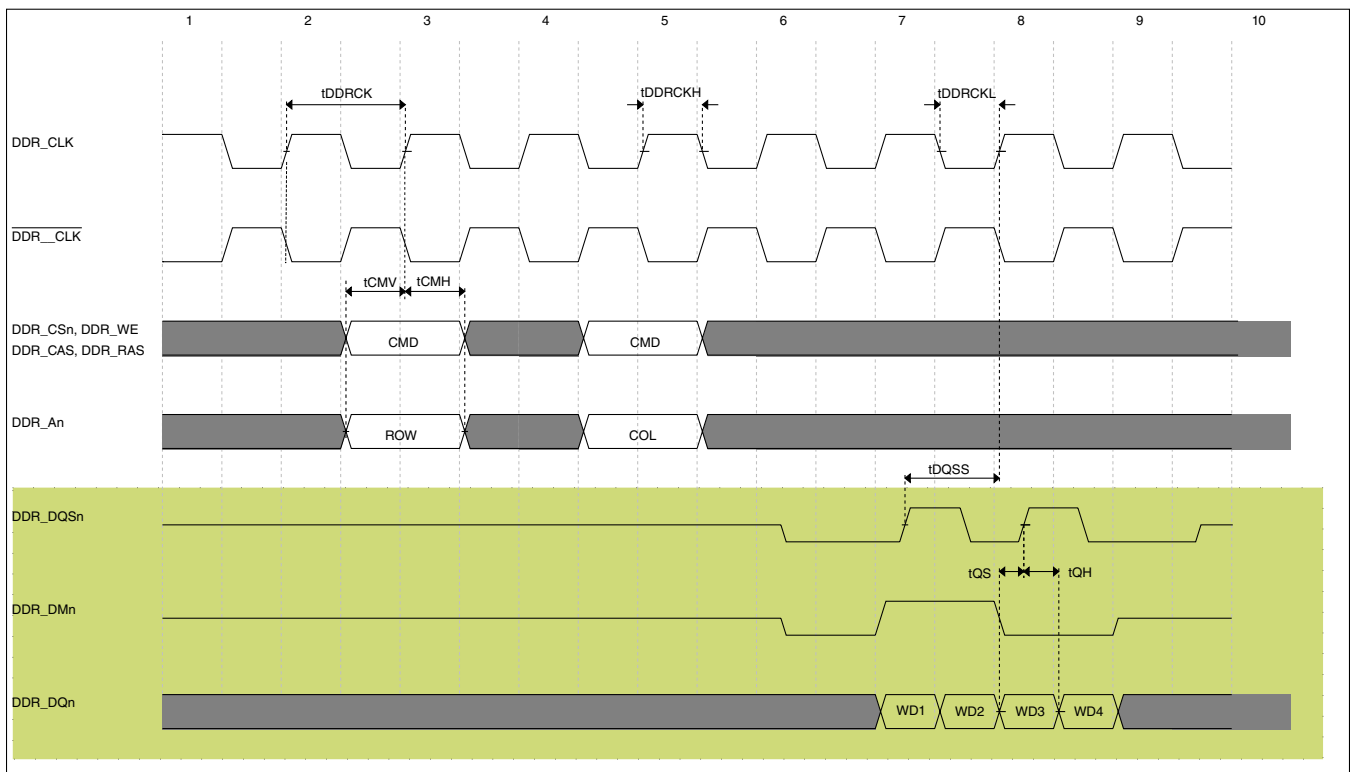 1 2 3 4 5 6 7 8 9 10
tDDRCK tDDRCKH tDDRCKL
DDR_CLK
DDR__CLK
tCMV tCMH
DDR_CSn, DDR_WE
DDR_CAS, DDR_RAS
CMD CMD
DDR_An
ROW COL
tDQSS
DDR_DQSn
tQS tQH
DDR_DMn
DDR_DQn
WD1 WD2 WD3 WD4